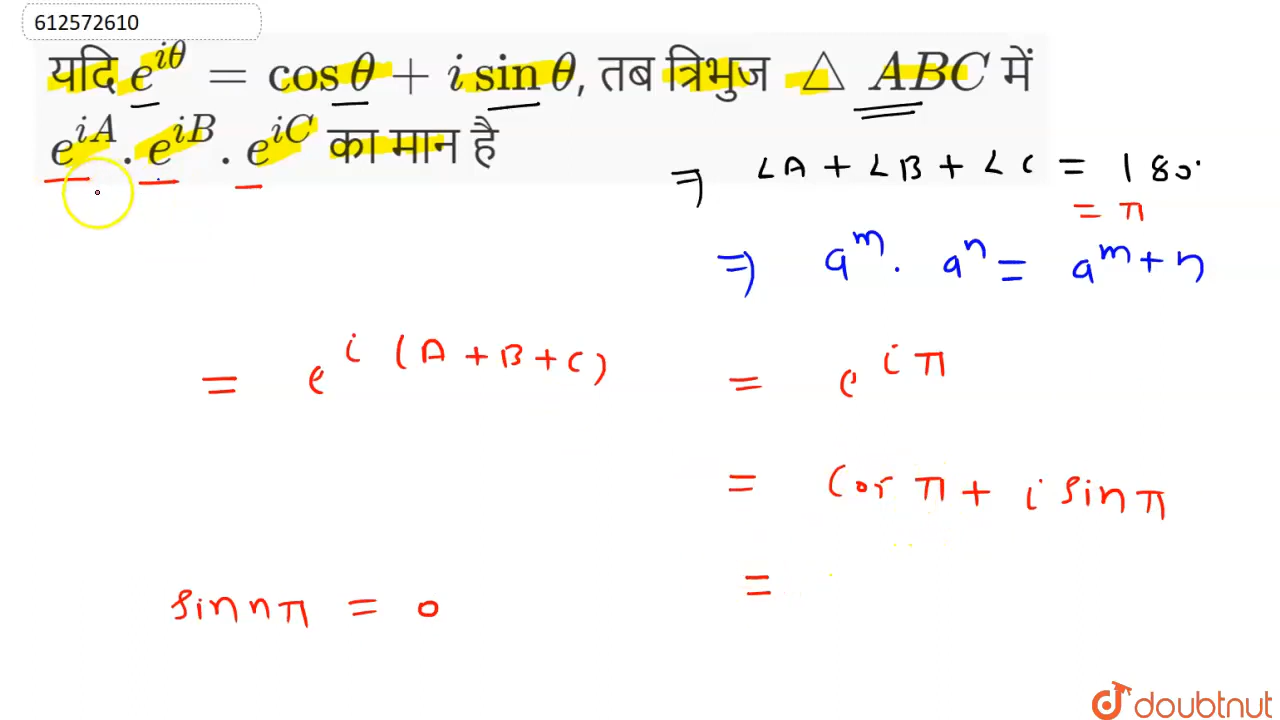 612572610
यदि e^{iθ} = cos θ + i sin θ, तब त्रिभुज △ ABC में
e^{iA} . e^{iB} . e^{iC} का मान है
⇒ ∠A + ∠B + ∠C = 180°
= π
⇒ a^m . a^n = a^{m+n}
= e^{i(A+B+C)} = e^{iπ}
= Cos π + i sin π
=
sin nπ = 0
doubtnut